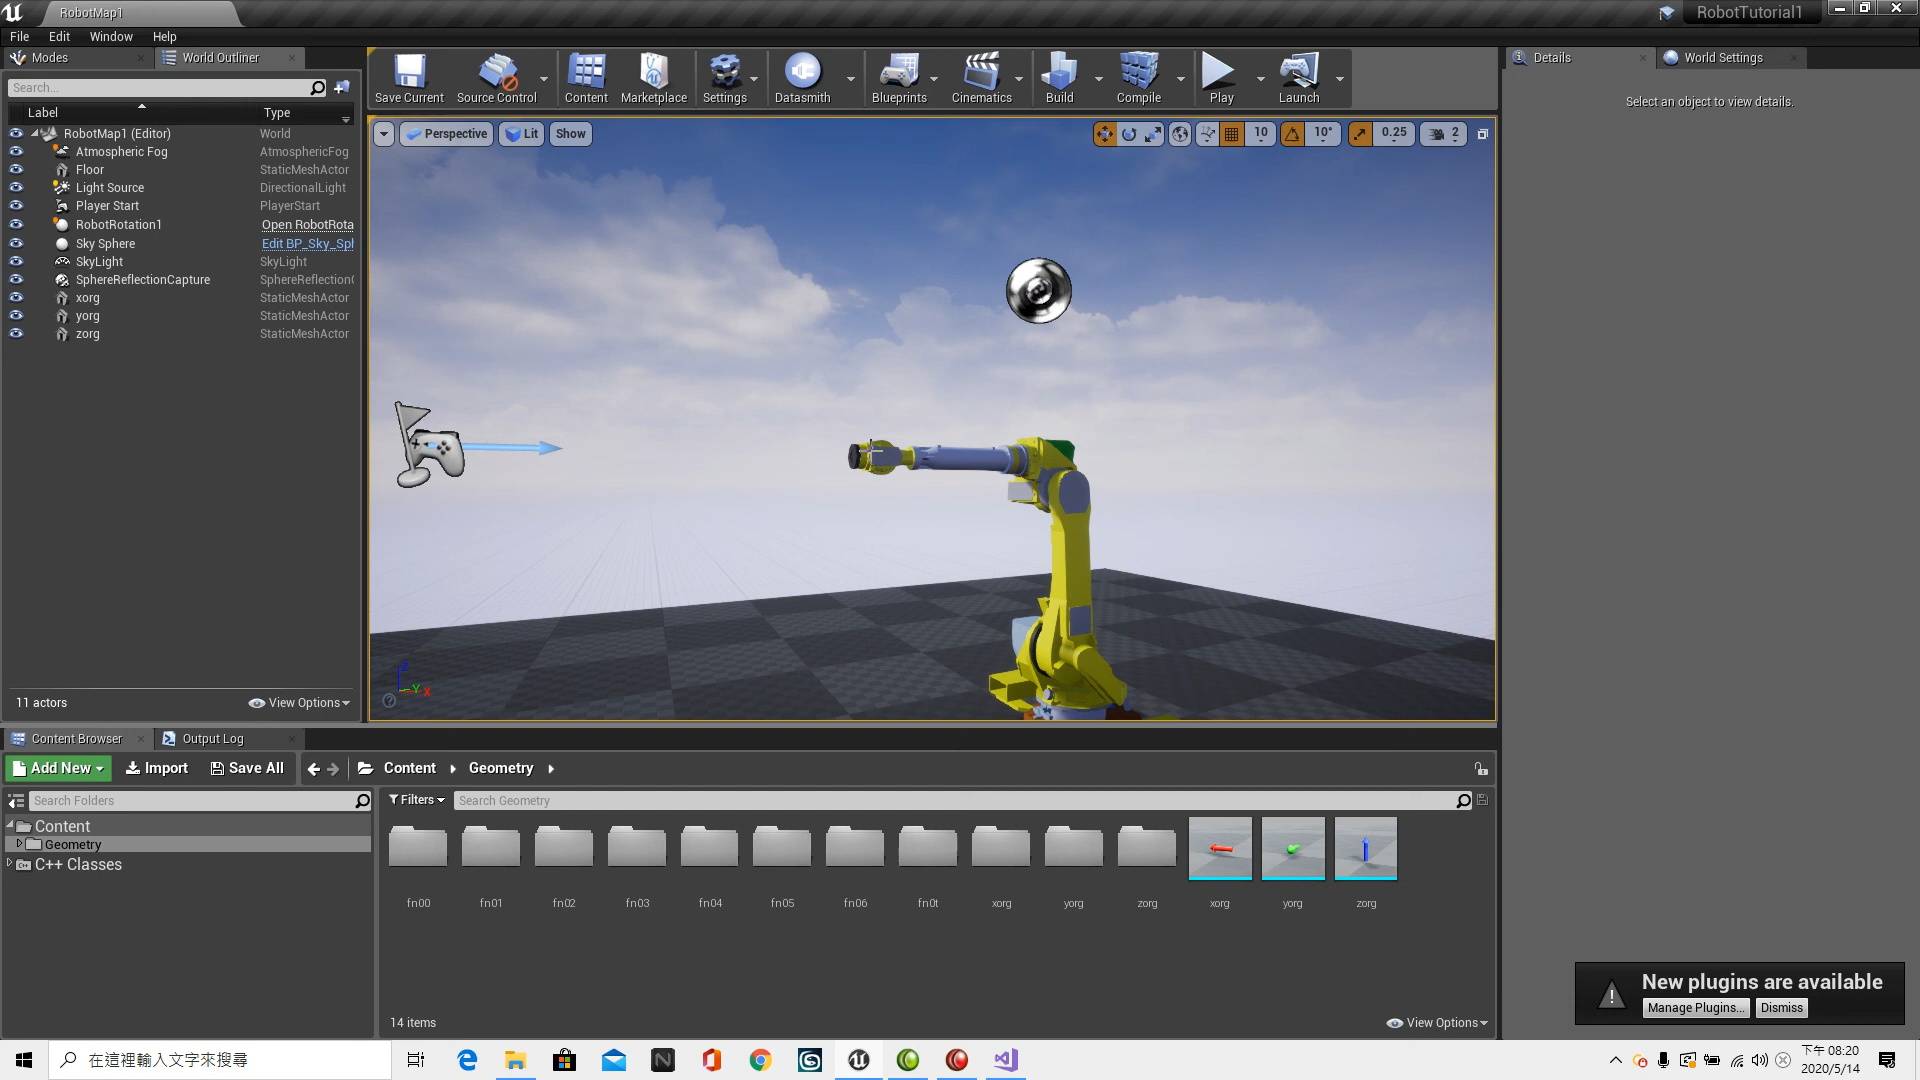 RobotMap1
RobotTutorial1
File Edit Window Help
Modes
World Outliner
Search...
Label Type
RobotMap1 (Editor) World
Atmospheric Fog AtmosphericFog
Floor StaticMeshActor
Light Source DirectionalLight
Player Start PlayerStart
RobotRotation1 Open RobotRota
Sky Sphere Edit BP_Sky_Sph
SkyLight SkyLight
SphereReflectionCapture SphereReflectionC
xorg StaticMeshActor
yorg StaticMeshActor
zorg StaticMeshActor
11 actors
View Options
Save Current
Source Control
Content
Marketplace
Settings
Datasmith
Blueprints
Cinematics
Build
Compile
Play
Launch
Perspective
Lit
Show
10
10°
0.25
2
Z
Y
X
Details
World Settings
Select an object to view details.
Content Browser
Output Log
Add New
Import
Save All
Content
Geometry
Search Folders
Content
Geometry
C++ Classes
Filters
Search Geometry
fn00
fn01
fn02
fn03
fn04
fn05
fn06
fn0t
xorg
yorg
zorg
xorg
yorg
zorg
14 items
View Options
New plugins are available
Manage Plugins...
Dismiss
在這裡輸入文字來搜尋
下午 08:20
2020/5/14